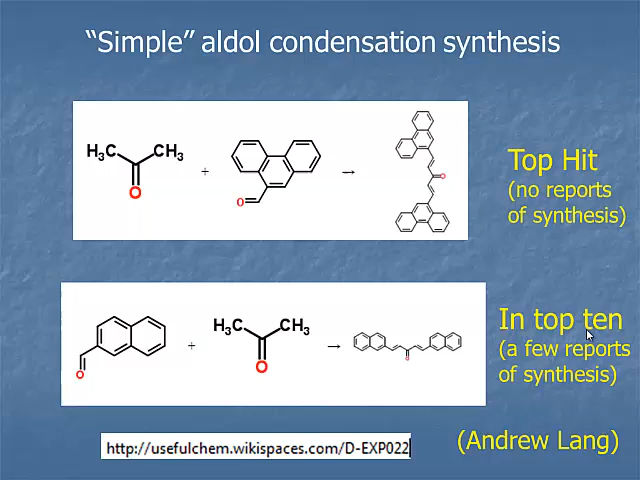 “Simple” aldol condensation synthesis
H₃C CH₃
O
+
O
→
O
Top Hit
(no reports
of synthesis)
O
+
H₃C CH₃
O
→
O
In top ten
(a few reports
of synthesis)
http://usefulchem.wikispaces.com/D-EXP022
(Andrew Lang)